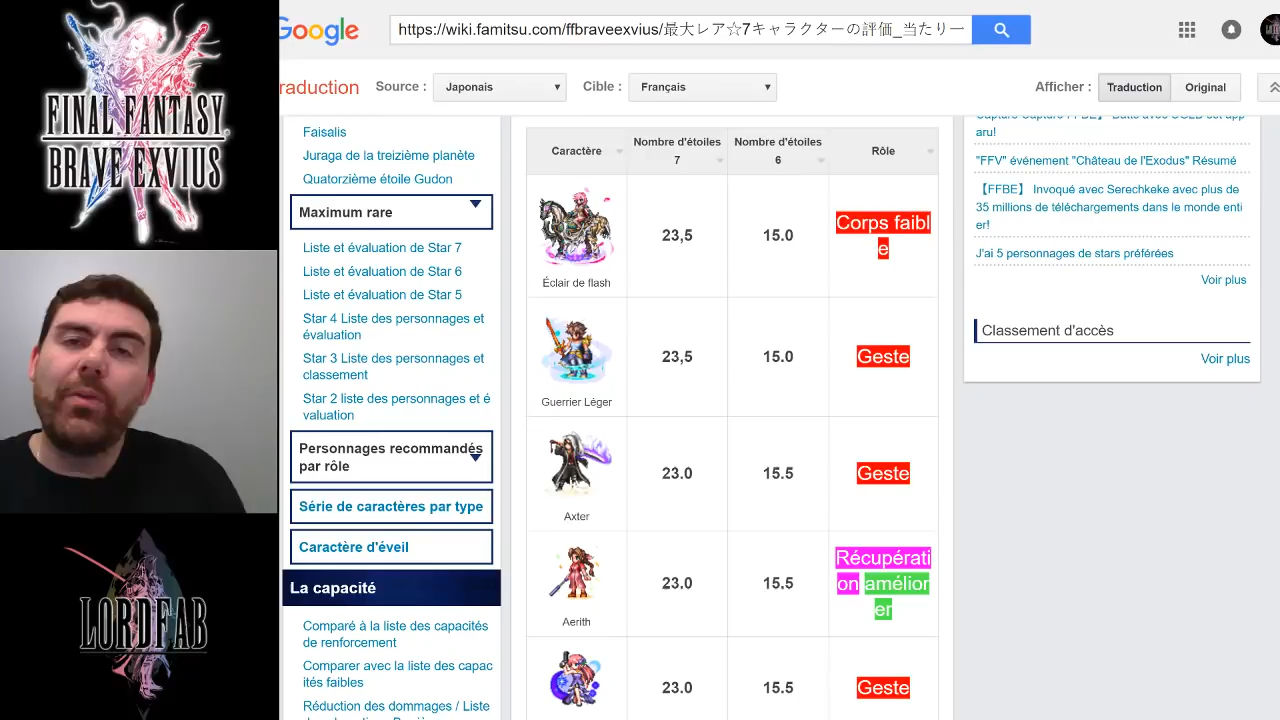 FINAL FANTASY
BRAVE EXVIUS
LORDFAB
Google
https://wiki.famitsu.com/ffbraveexvius/最大レア☆7キャラクターの評価_当たり一
raduction
Source :
Japonais
Cible :
Français
Afficher :
Traduction
Original
Faisalis
Juraga de la treizième planète
Quatorzième étoile Gudon
Maximum rare
Liste et évaluation de Star 7
Liste et évaluation de Star 6
Liste et évaluation de Star 5
Star 4 Liste des personnages et
évaluation
Star 3 Liste des personnages et
classement
Star 2 liste des personnages et é
valuation
Personnages recommandés
par rôle
Série de caractères par type
Caractère d'éveil
La capacité
Comparé à la liste des capacités
de renforcement
Comparer avec la liste des capac
ités faibles
Réduction des dommages / Liste
Caractère
Nombre d'étoiles
7
Nombre d'étoiles
6
Rôle
Éclair de flash
23,5
15.0
Corps faibl
e
Guerrier Léger
23,5
15.0
Geste
Axter
23.0
15.5
Geste
Aerith
23,0
15.5
Récupérati
on amélior
er
23.0
15.5
Geste
aru!
"FFV" événement "Château de l'Exodus" Résumé
【FFBE】 Invoqué avec Serechkeke avec plus de
35 millions de téléchargements dans le monde enti
er!
J'ai 5 personnages de stars préférées
Voir plus
Classement d'accès
Voir plus